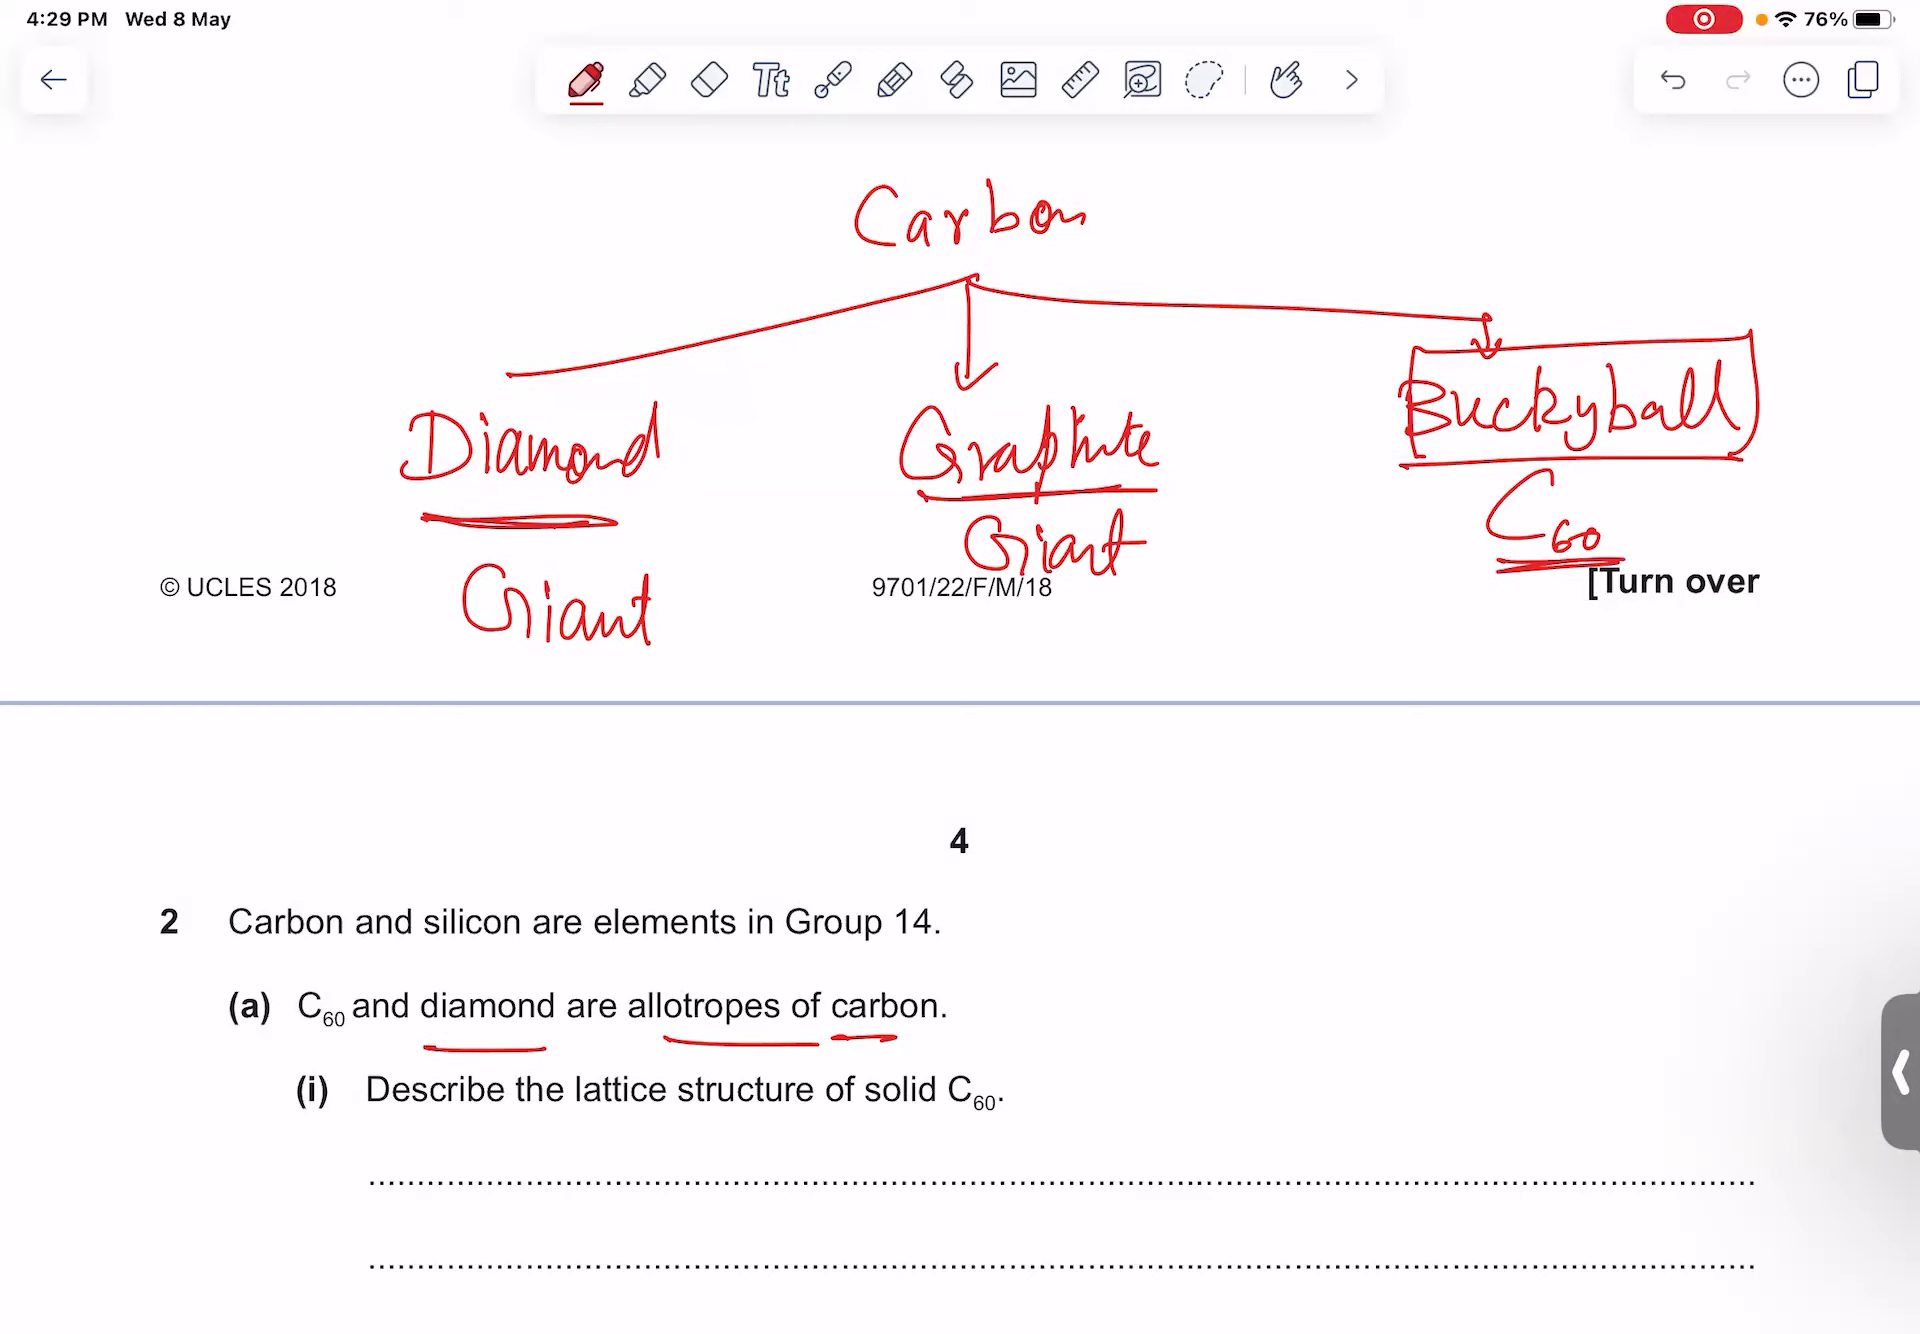 4:29 PM Wed 8 May
76%
Tt
Carbon
Diamond
Graphite
Buckyball
Giant
Giant
C60
© UCLES 2018
9701/22/F/M/18
[Turn over
4
2 Carbon and silicon are elements in Group 14.
(a) C60 and diamond are allotropes of carbon.
(i) Describe the lattice structure of solid C60.